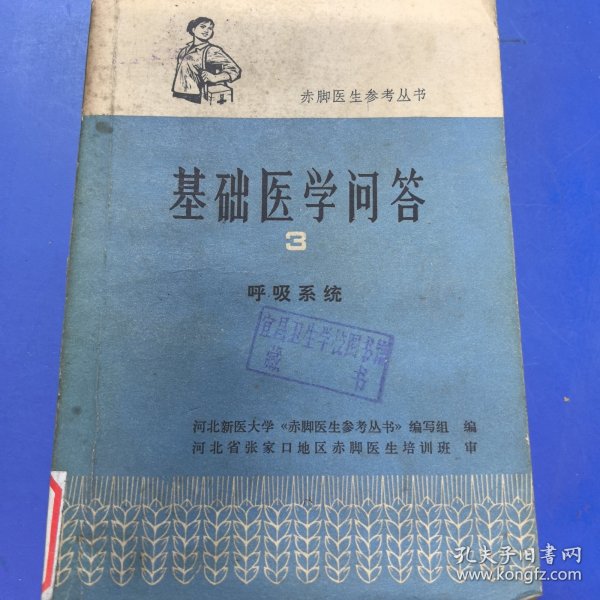 赤脚医生参考丛书
基础医学问答
3
呼吸系统
宜昌卫生学校图书馆
藏书
河北新医大学《赤脚医生参考丛书》编写组 编
河北省张家口地区赤脚医生培训班 审
孔夫子旧书网
www.kongfz.com